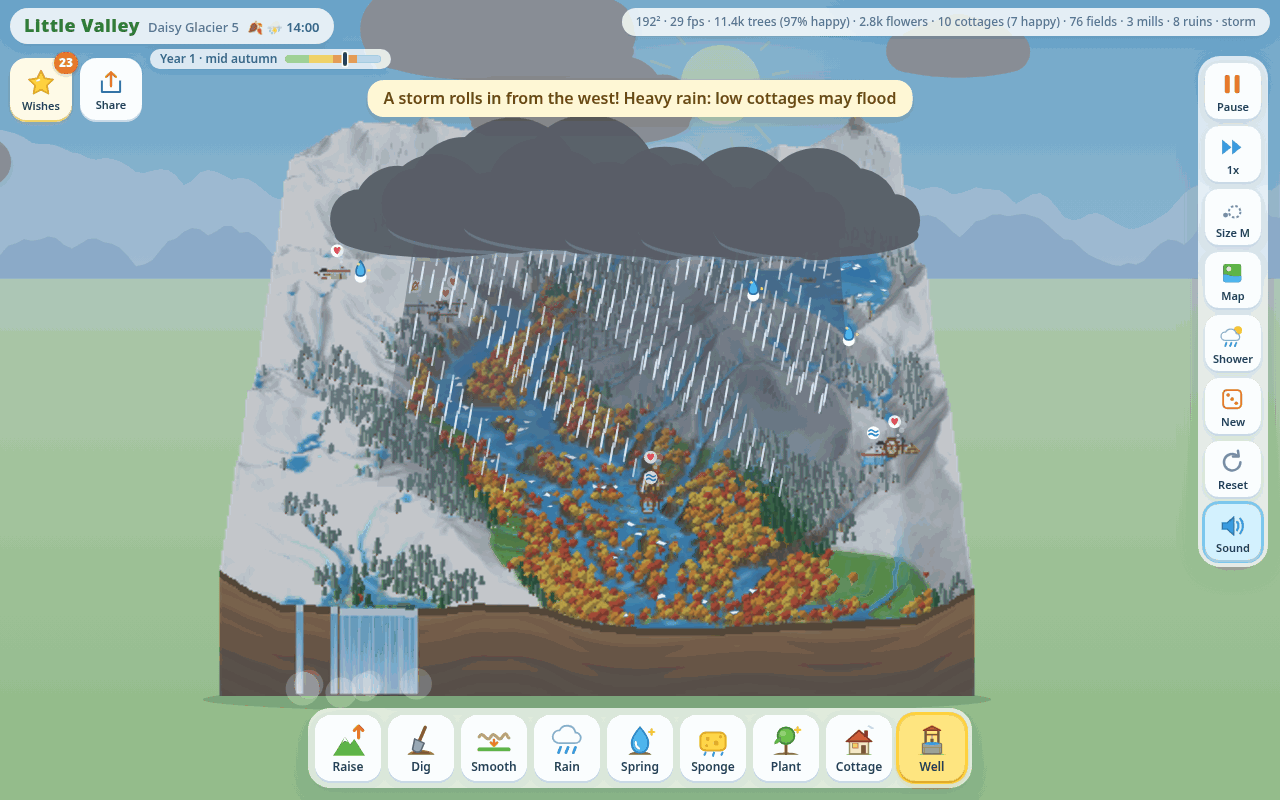 Little Valley Daisy Glacier 5 14:00
192² · 29 fps · 11.4k trees (97% happy) · 2.8k flowers · 10 cottages (7 happy) · 76 fields · 3 mills · 8 ruins · storm
Year 1 · mid autumn
23
Wishes
Share
A storm rolls in from the west! Heavy rain: low cottages may flood
Pause
1x
Size M
Map
Shower
New
Reset
Sound
Raise
Dig
Smooth
Rain
Spring
Sponge
Plant
Cottage
Well